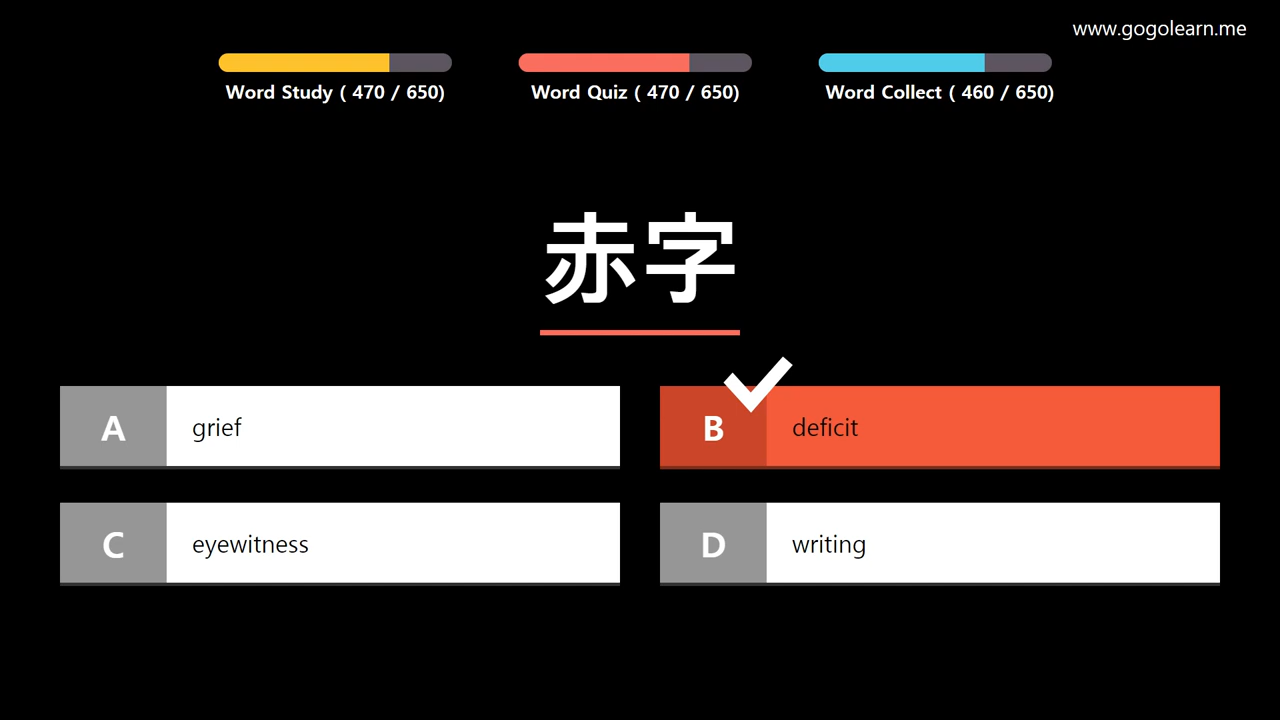 www.gogolearn.me
Word Study ( 470 / 650)
Word Quiz ( 470 / 650)
Word Collect ( 460 / 650)
赤字
A grief
B deficit
C eyewitness
D writing